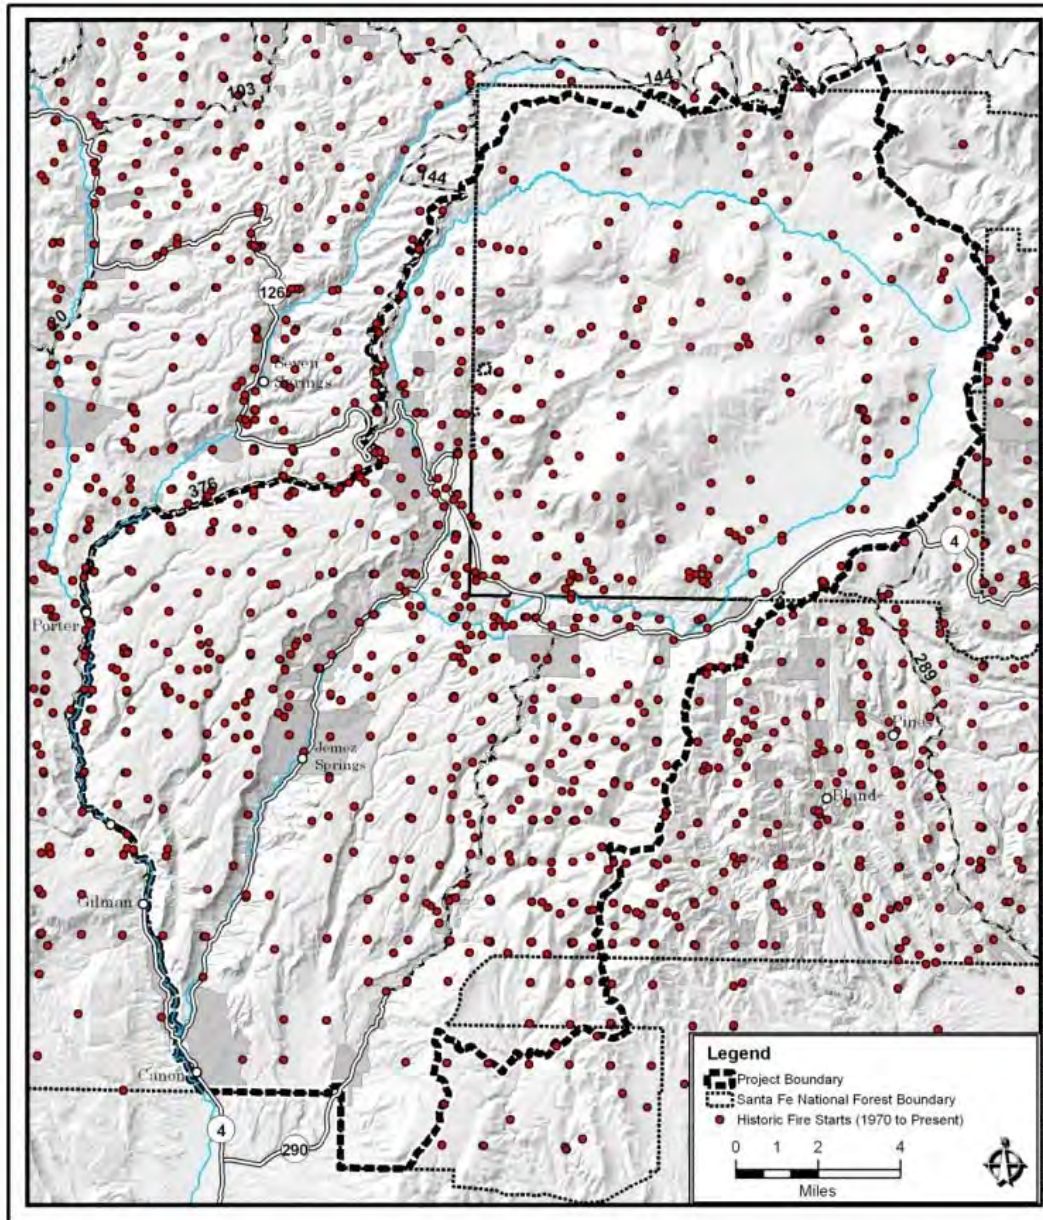 144
103
144
126
10
Seven
Springs
376
4
Porter
289
Pines
Jemez
Springs
Bland
Gilman
Canon
4
290
Legend
Project Boundary
Santa Fe National Forest Boundary
Historic Fire Starts (1970 to Present)
0 1 2 4
Miles